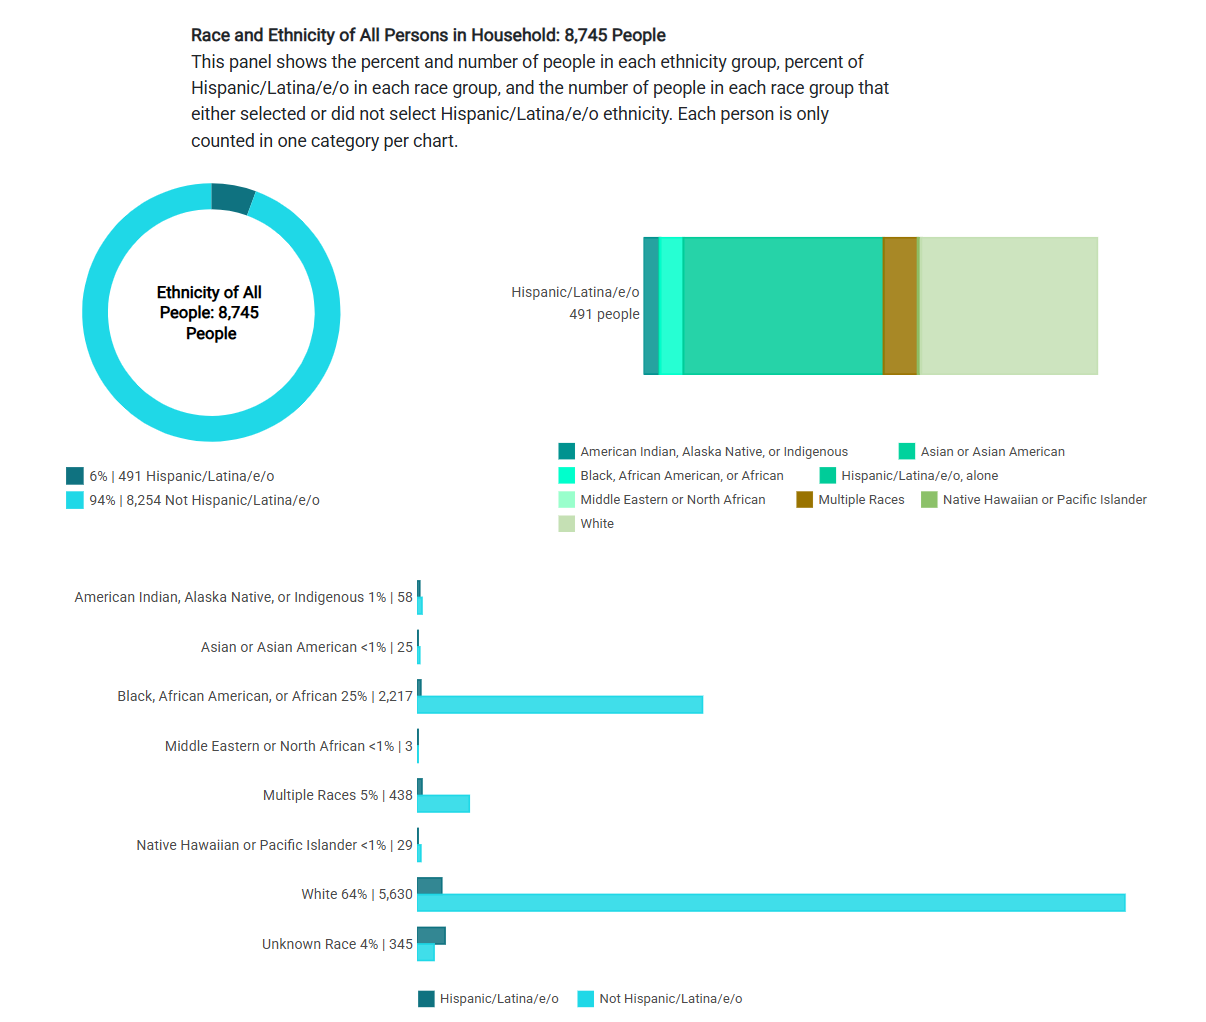 Race and Ethnicity of All Persons in Household: 8,745 People
This panel shows the percent and number of people in each ethnicity group, percent of
Hispanic/Latina/e/o in each race group, and the number of people in each race group that
either selected or did not select Hispanic/Latina/e/o ethnicity. Each person is only
counted in one category per chart.
Ethnicity of All
People: 8,745
People
6% | 491 Hispanic/Latina/e/o
94% | 8,254 Not Hispanic/Latina/e/o
Hispanic/Latina/e/o
491 people
American Indian, Alaska Native, or Indigenous
Asian or Asian American
Black, African American, or African
Hispanic/Latina/e/o, alone
Middle Eastern or North African
Multiple Races
Native Hawaiian or Pacific Islander
White
American Indian, Alaska Native, or Indigenous 1% | 58
Asian or Asian American <1% | 25
Black, African American, or African 25% | 2,217
Middle Eastern or North African <1% | 3
Multiple Races 5% | 438
Native Hawaiian or Pacific Islander <1% | 29
White 64% | 5,630
Unknown Race 4% | 345
Hispanic/Latina/e/o
Not Hispanic/Latina/e/o